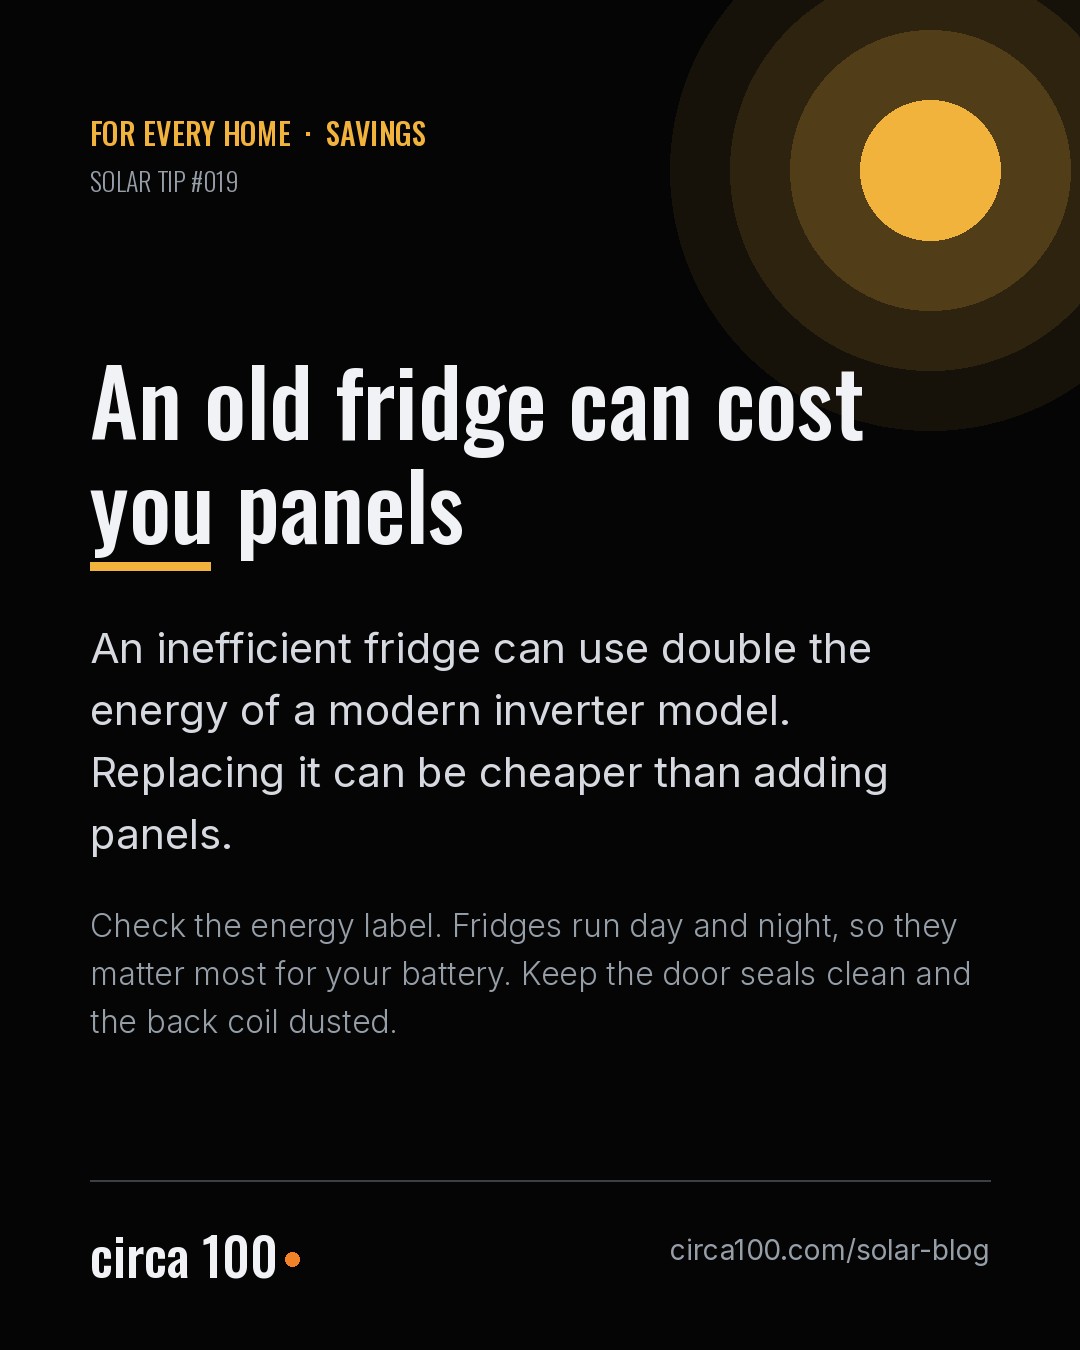 FOR EVERY HOME · SAVINGS
SOLAR TIP #019
An old fridge can cost
you panels
An inefficient fridge can use double the
energy of a modern inverter model.
Replacing it can be cheaper than adding
panels.
Check the energy label. Fridges run day and night, so they
matter most for your battery. Keep the door seals clean and
the back coil dusted.
circa 100
circa100.com/solar-blog